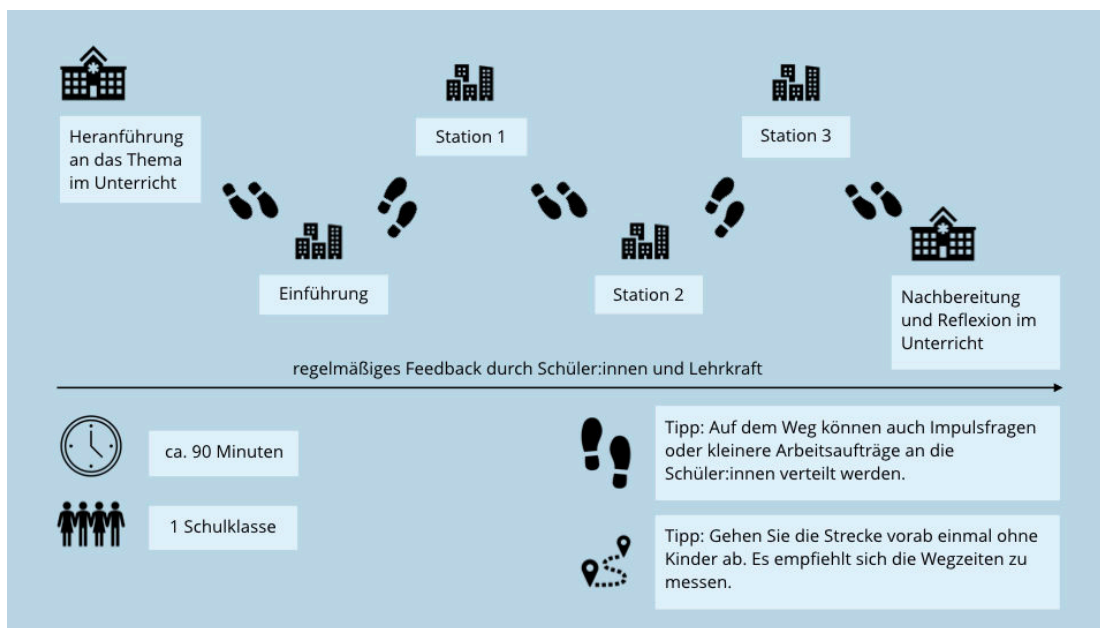 Heranführung
an das Thema
im Unterricht
Einführung
Station 1
Station 2
Station 3
Nachbereitung
und Reflexion im
Unterricht
regelmäßiges Feedback durch Schüler:innen und Lehrkraft
ca. 90 Minuten
1 Schulklasse
Tipp: Auf dem Weg können auch Impulsfragen
oder kleinere Arbeitsaufträge an die
Schüler:innen verteilt werden.
Tipp: Gehen Sie die Strecke vorab einmal ohne
Kinder ab. Es empfiehlt sich die Wegzeiten zu
messen.